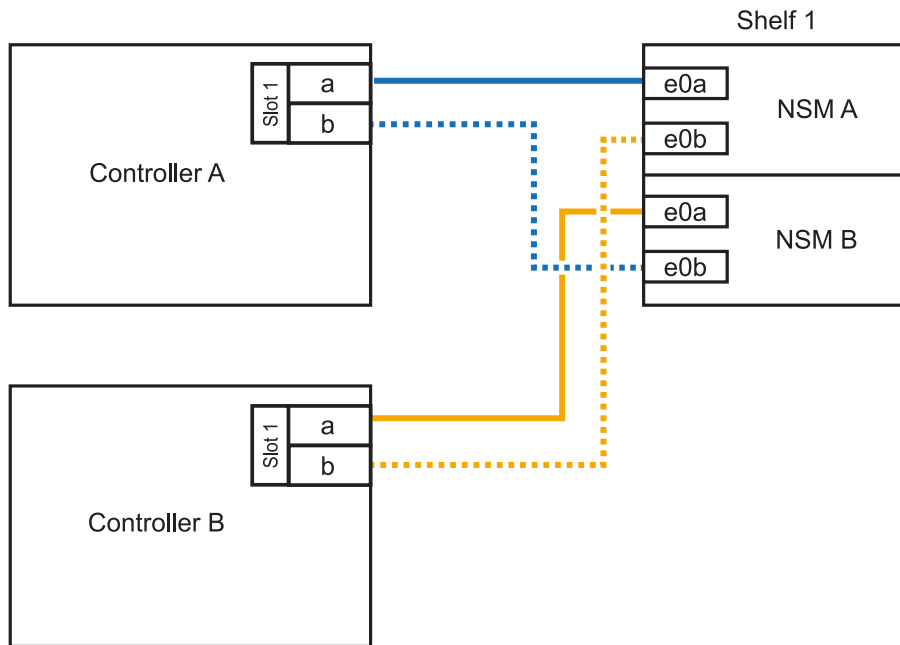 Shelf 1
Slot 1
a
b
Controller A
e0a
e0b
NSM A
e0a
e0b
NSM B
Slot 1
a
b
Controller B